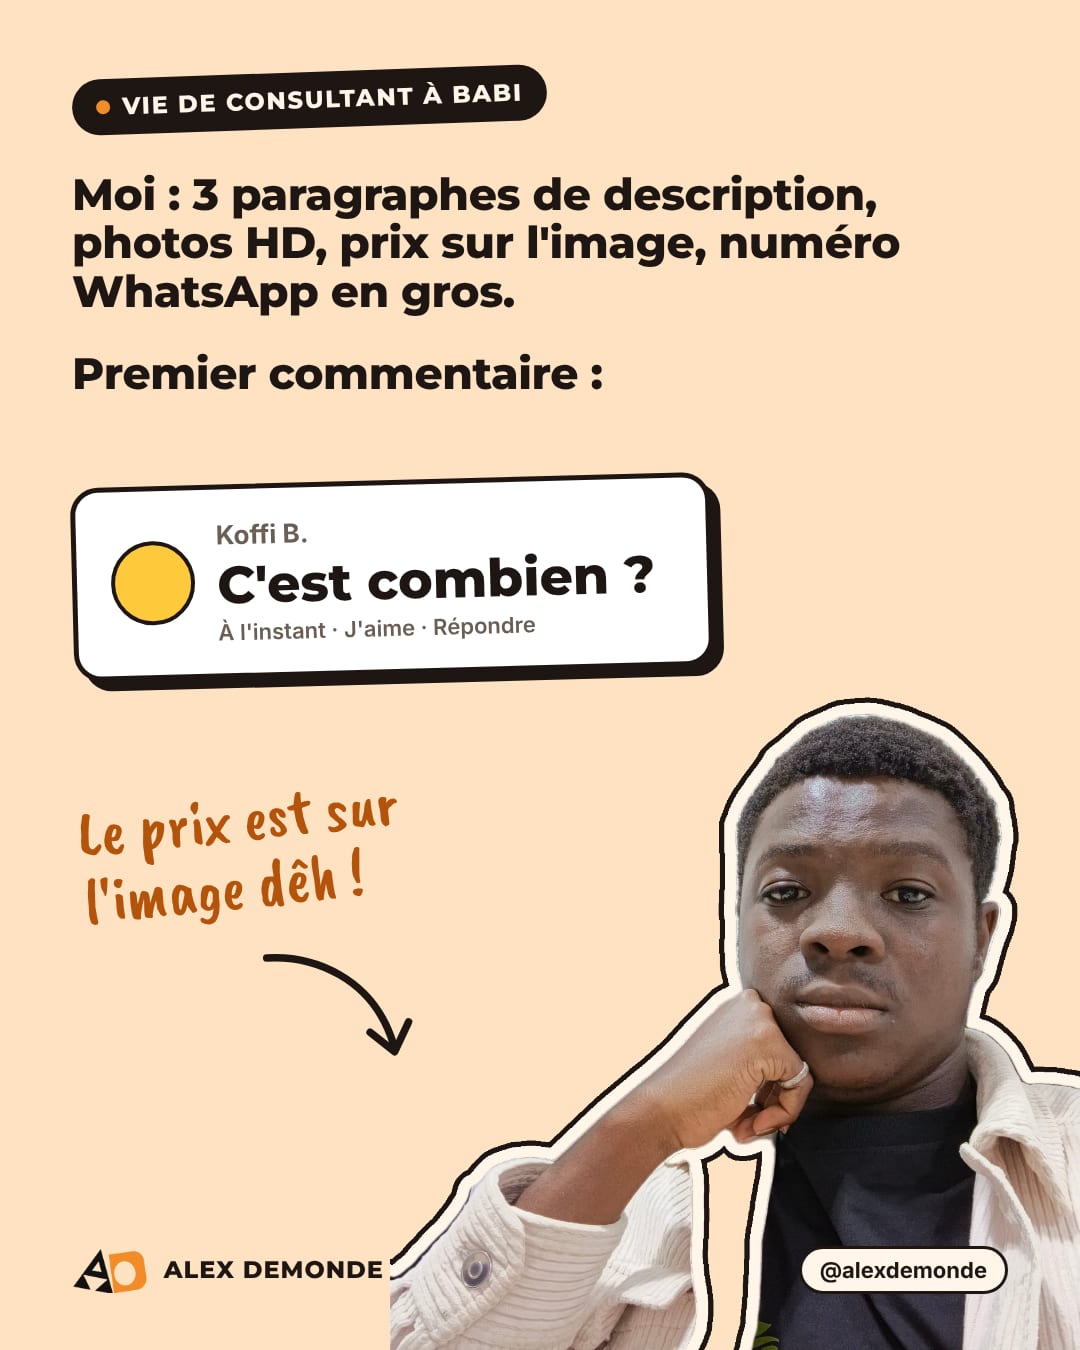 VIE DE CONSULTANT À BABI
Moi : 3 paragraphes de description,
photos HD, prix sur l'image, numéro
WhatsApp en gros.
Premier commentaire :
Koffi B.
C'est combien ?
À l'instant · J'aime · Répondre
Le prix est sur
l'image dêh !
ALEX DEMONDE
@alexdemonde